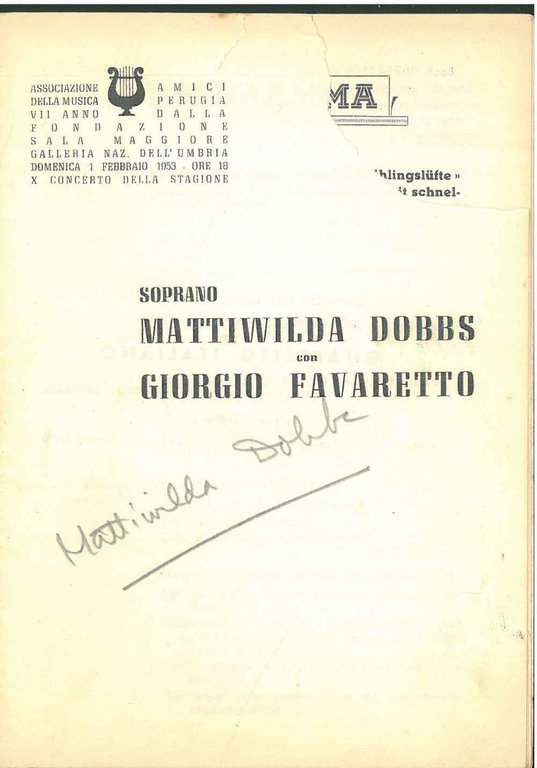 ASSOCIAZIONE AMICI
DELLA MUSICA PERUGIA
VII ANNO DALLA
FONDAZIONE
SALA MAGGIORE
GALLERIA NAZ. DELL'UMBRIA
DOMENICA 1 FEBBRAIO 1953 - ORE 18
X CONCERTO DELLA STAGIONE
MA
hlingslüfte »
it schnel-
SOPRANO
MATTIWILDA DOBBS
con
GIORGIO FAVARETTO
Mattiwilda Dobbs